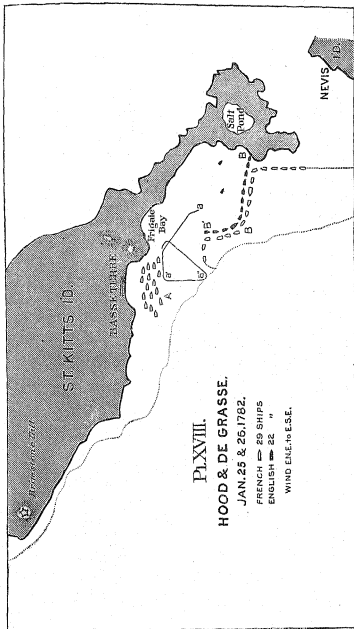 Pl. XVIII.
HOOD & DE GRASSE,
JAN. 25 & 26, 1782.
FRENCH 29 SHIPS
ENGLISH 22 "
WIND E.N.E. to E.S.E.
ST. KITTS ID.
BASSETERRE
Frigate
Bay
Salt
Pond
NEVIS
ID.
A
a
a'
B
B
B'